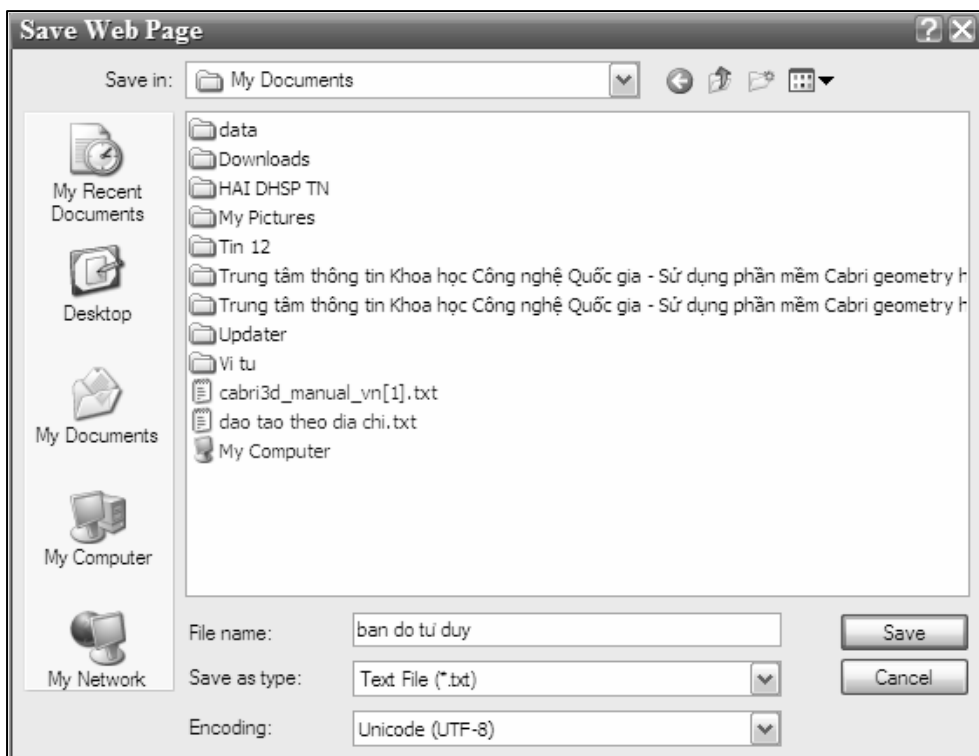 Save Web Page
Save in:
My Documents
My Recent
Documents
Desktop
My Documents
My Computer
My Network
data
Downloads
HAI DHSP TN
My Pictures
Tin 12
Trung tâm thông tin Khoa học Công nghệ Quốc gia - Sử dụng phần mềm Cabri geometry h
Trung tâm thông tin Khoa học Công nghệ Quốc gia - Sử dụng phần mềm Cabri geometry h
Updater
Vi tu
cabri3d_manual_vn[1].txt
dao tao theo dia chi.txt
My Computer
File name:
ban do tư duy
Save
Save as type:
Text File (*.txt)
Cancel
Encoding:
Unicode (UTF-8)